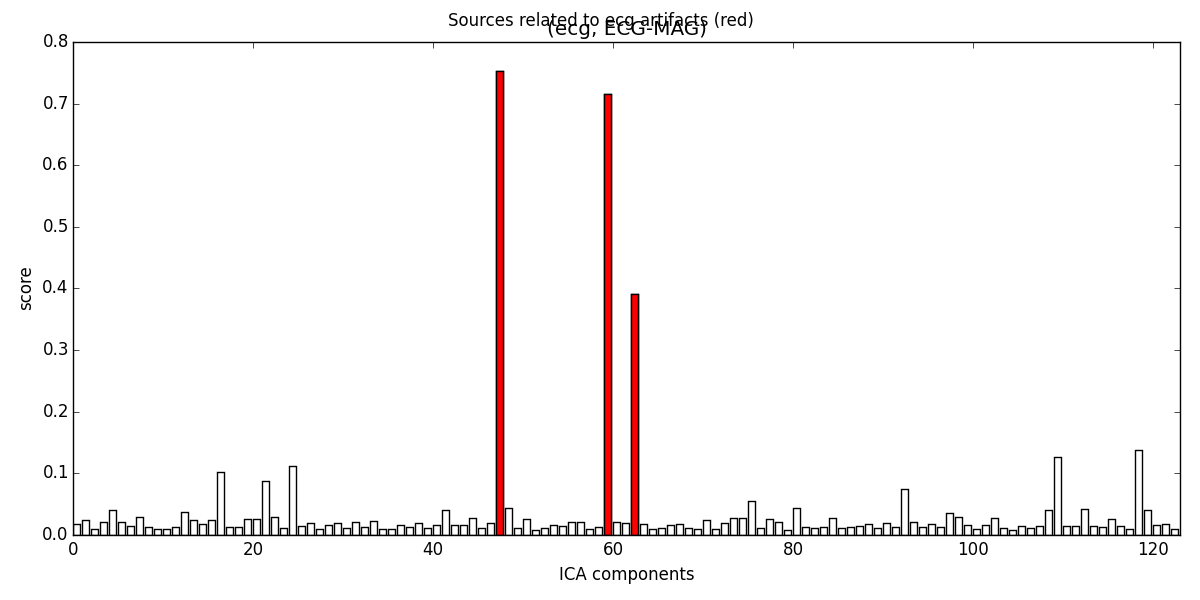 Sources related to ecg artifacts (red)
(ecg, ECG-MAG)
0.8
0.7
0.6
0.5
0.4
0.3
0.2
0.1
0.0
score
0 20 40 60 80 100 120
ICA components